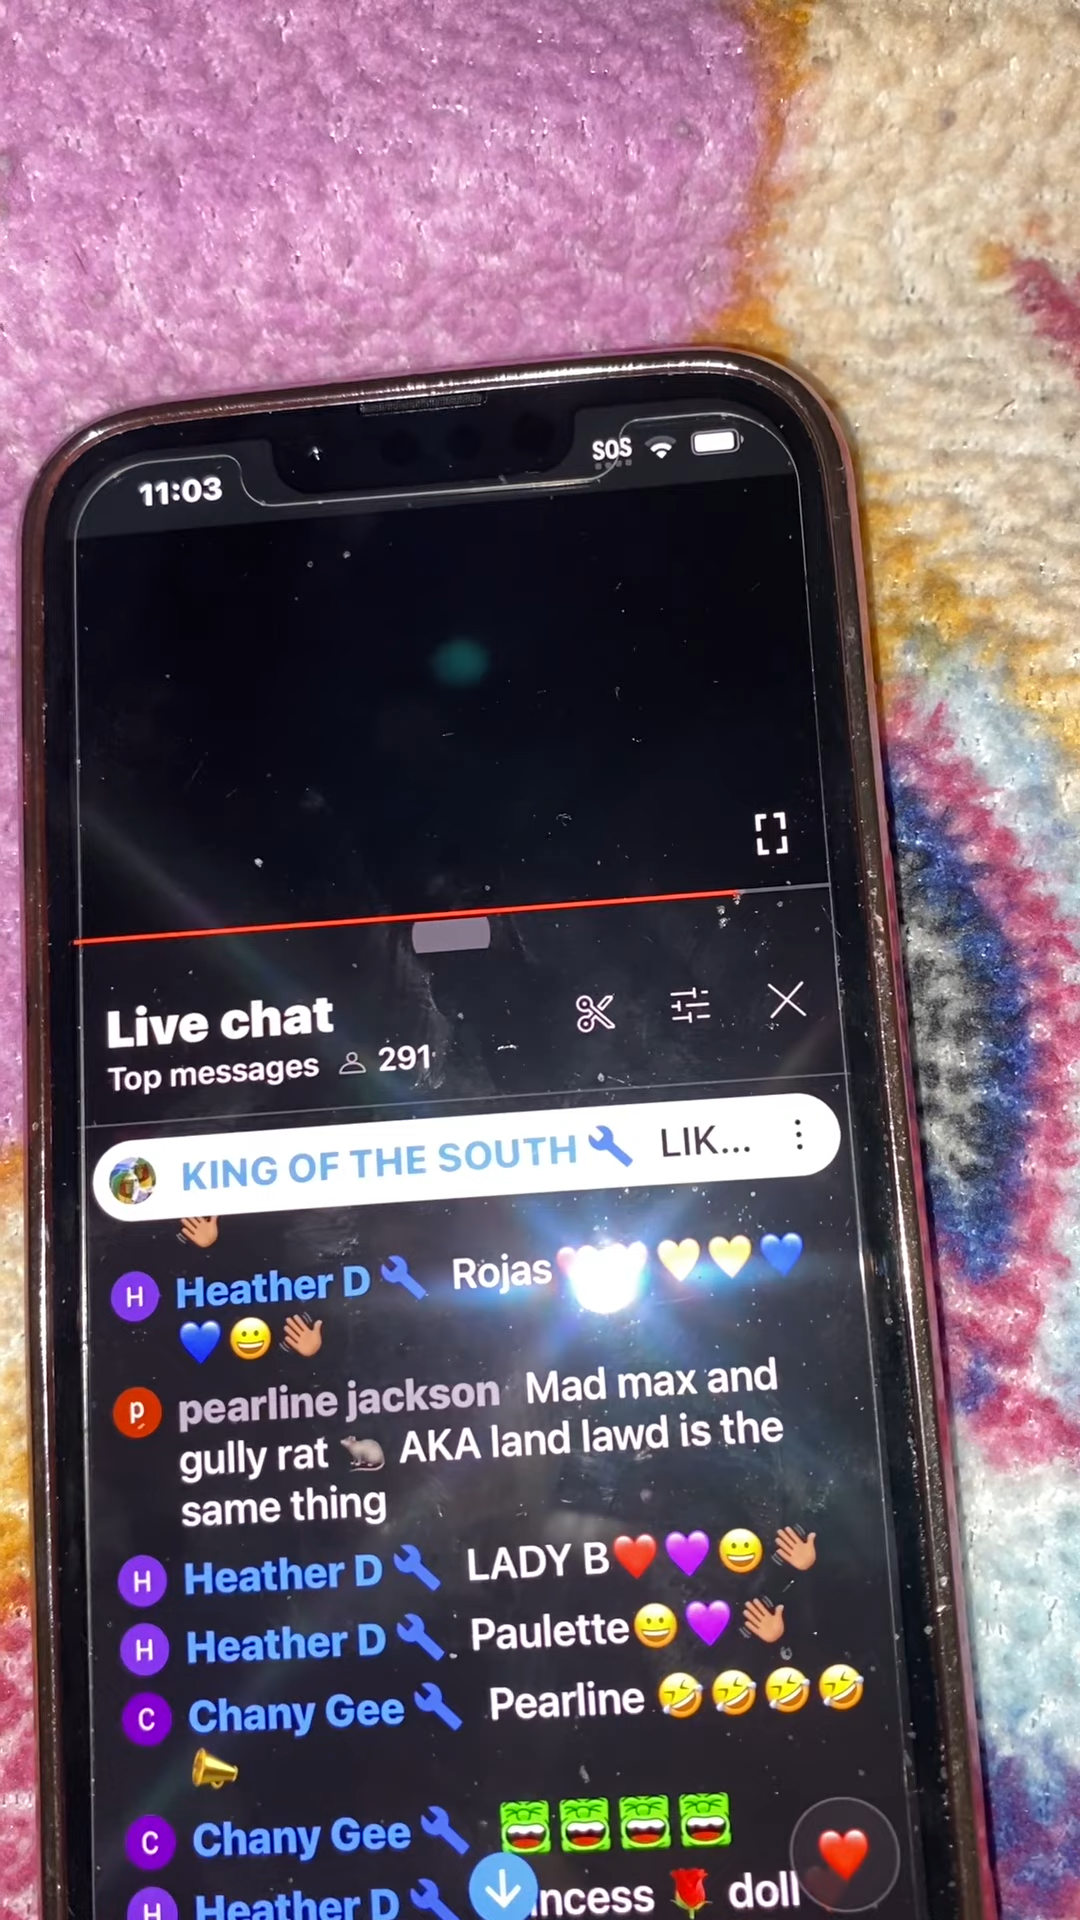 11:03 SOS
Live chat
Top messages 291
KING OF THE SOUTH🔧 LIK...
👋🏽
H Heather D🔧 Rojas 💛💛💙
💙😀👋🏽
p pearline jackson Mad max and
gully rat 🐀 AKA land lawd is the
same thing
H Heather D🔧 LADY B❤️💜😀👋🏽
H Heather D🔧 Paulette😀💜👋🏽
C Chany Gee🔧 Pearline 🤣🤣🤣🤣
📣
C Chany Gee🔧
H Heather D🔧 🌹 doll